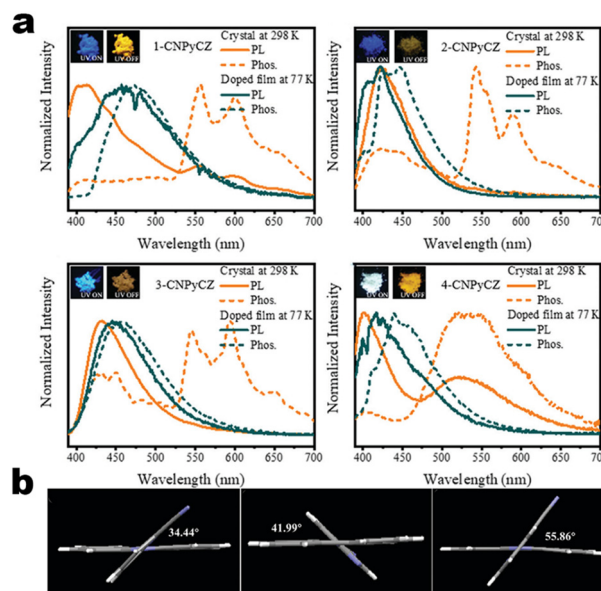 a
1-CNPyCZ
UV ON
UV OFF
Crystal at 298 K
PL
Phos.
Doped film at 77 K
PL
Phos.
Normalized Intensity
400 450 500 550 600 650 700
Wavelength (nm)
2-CNPyCZ
UV ON
UV OFF
Crystal at 298 K
PL
Phos.
Doped film at 77 K
PL
Phos.
Normalized Intensity
400 450 500 550 600 650 700
Wavelength (nm)
3-CNPyCZ
UV ON
UV OFF
Crystal at 298 K
PL
Phos.
Doped film at 77 K
PL
Phos.
Normalized Intensity
400 450 500 550 600 650 700
Wavelength (nm)
4-CNPyCZ
UV ON
UV OFF
Crystal at 298 K
PL
Phos.
Doped film at 77 K
PL
Phos.
Normalized Intensity
400 450 500 550 600 650 700
Wavelength (nm)
b
34.44°
41.99°
55.86°